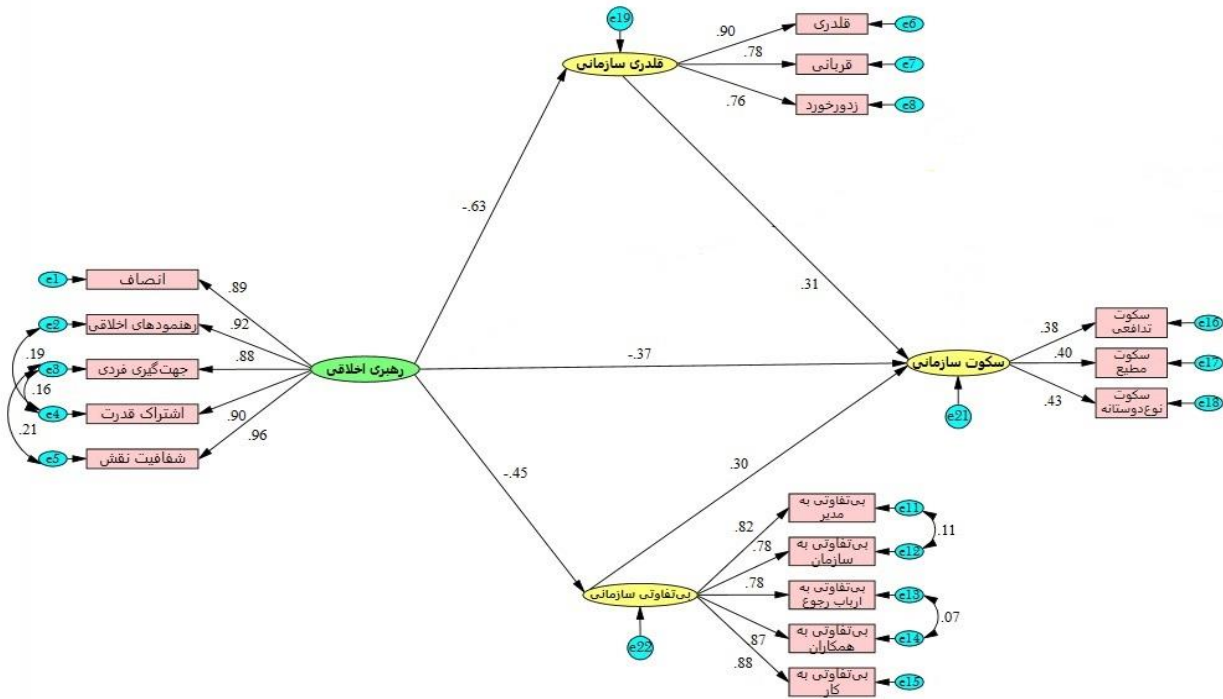 e19
قلدری سازمانی
.90
.78
.76
قلدری
قربانی
زدورخورد
e6
e7
e8
-.63
.31
-.37
-.45
.30
e1
e2
e3
e4
e5
.19
.16
.21
انصاف
رهنمودهای اخلاقی
جهت‌گیری فردی
اشتراک قدرت
شفافیت نقش
.89
.92
.88
.90
.96
رهبری اخلاقی
سکوت سازمانی
e21
.38
.40
.43
سکوت
تدافعی
سکوت
مطیع
سکوت
نوع‌دوستانه
e16
e17
e18
بی‌تفاوتی سازمانی
e22
.82
.78
.78
.87
.88
بی‌تفاوتی به
مدیر
بی‌تفاوتی به
سازمان
بی‌تفاوتی به
ارباب رجوع
بی‌تفاوتی به
همکاران
بی‌تفاوتی به
کار
e11
e12
e13
e14
e15
.11
.07